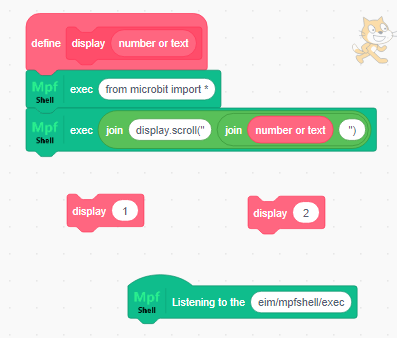 define display number or text
Mpf Shell exec from microbit import *
Mpf Shell exec join display.scroll(" join number or text ")
display 1
display 2
Mpf Shell Listening to the eim/mpfshell/exec